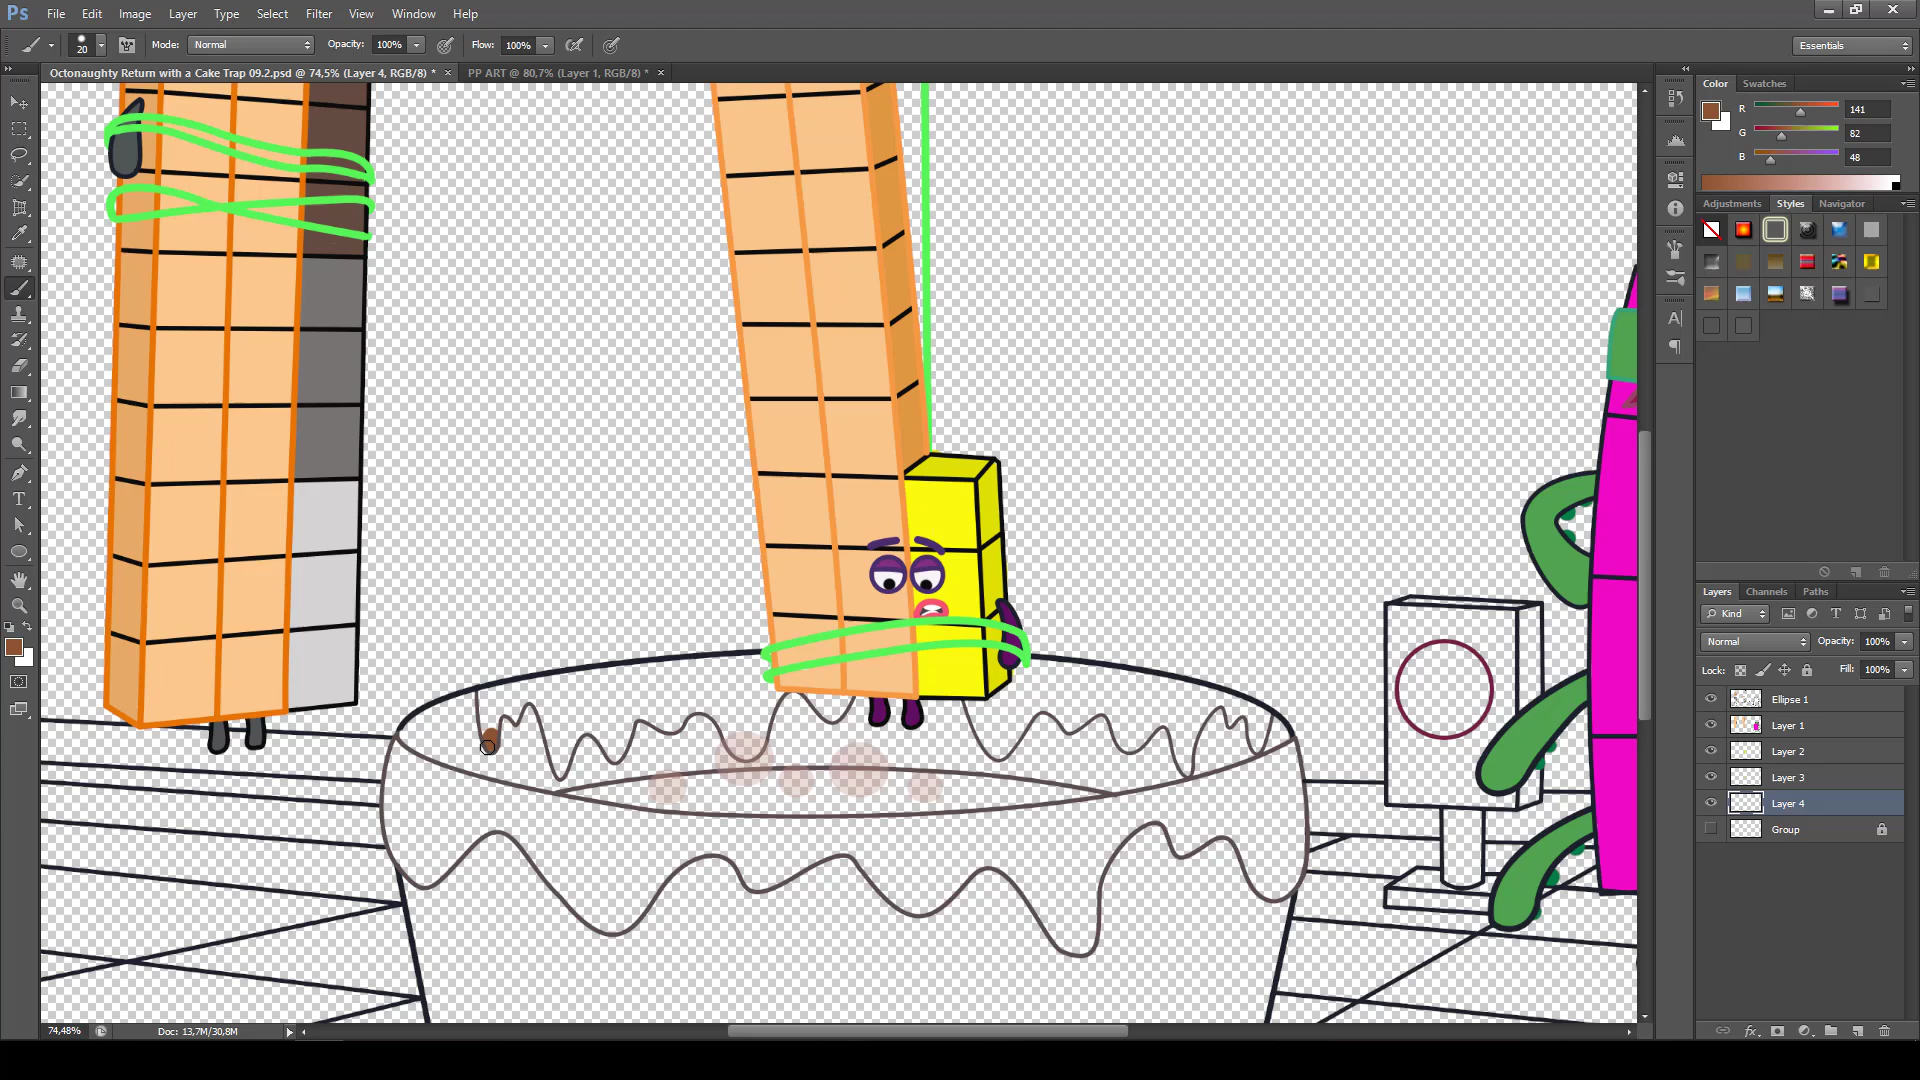 Ps File Edit Image Layer Type Select Filter View Window Help
20 Mode: Normal Opacity: 100% Flow: 100% Essentials
Octonaughty Return with a Cake Trap 09.2.psd @ 74,5% (Layer 4, RGB/8) * × PP ART @ 80,7% (Layer 1, RGB/8) * ×
Color Swatches
R 141
G 82
B 48
Adjustments Styles Navigator
Layers Channels Paths
Kind
Normal Opacity: 100%
Lock: Fill: 100%
Ellipse 1
Layer 1
Layer 2
Layer 3
Layer 4
Group
74,48% Doc: 13,7M/30,8M